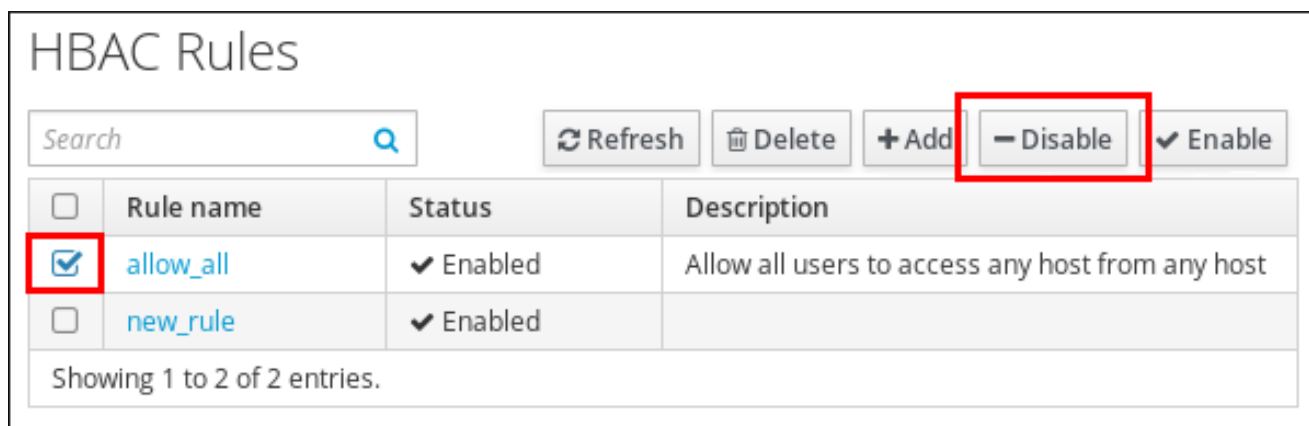 HBAC Rules
Search Refresh Delete Add Disable Enable
Rule name Status Description
allow_all Enabled Allow all users to access any host from any host
new_rule Enabled
Showing 1 to 2 of 2 entries.